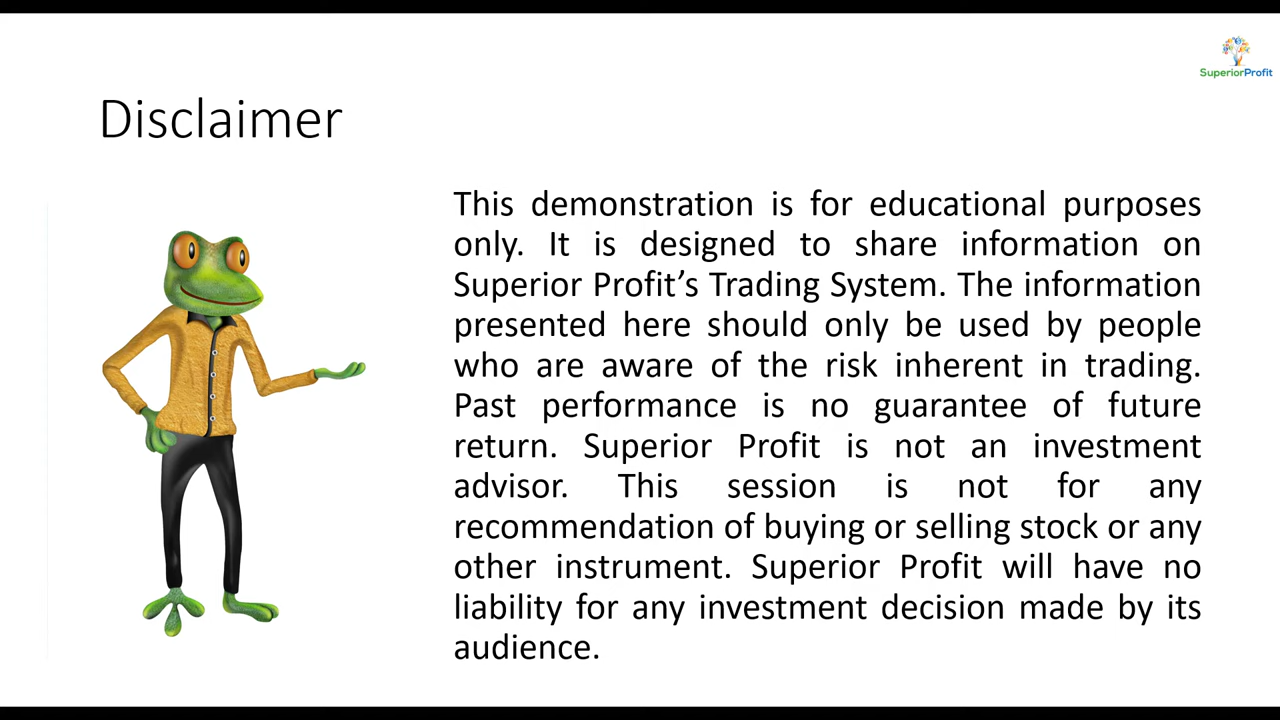 SuperiorProfit
Disclaimer
This demonstration is for educational purposes
only. It is designed to share information on
Superior Profit’s Trading System. The information
presented here should only be used by people
who are aware of the risk inherent in trading.
Past performance is no guarantee of future
return. Superior Profit is not an investment
advisor. This session is not for any
recommendation of buying or selling stock or any
other instrument. Superior Profit will have no
liability for any investment decision made by its
audience.